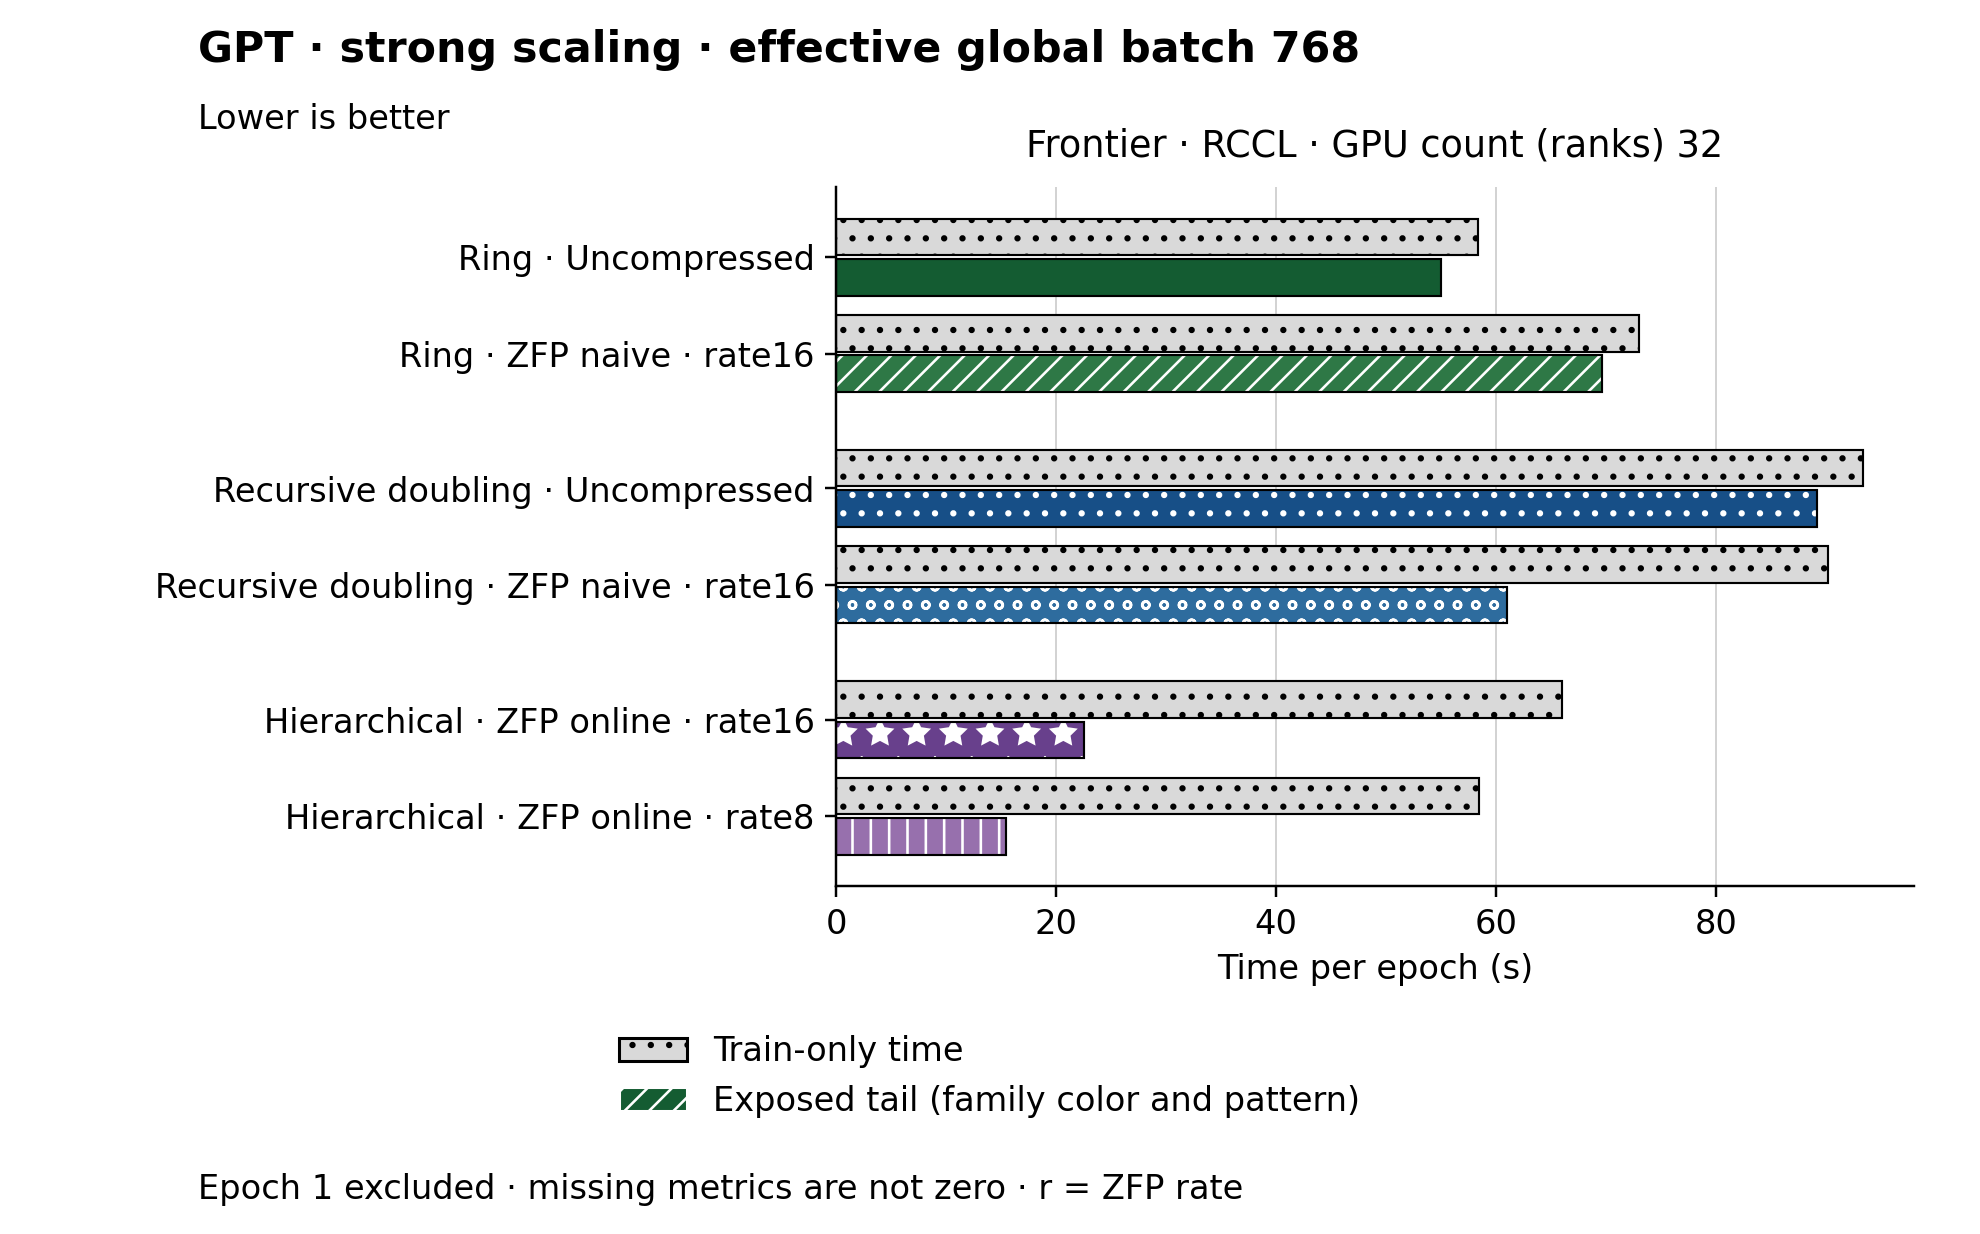 GPT · strong scaling · effective global batch 768
Lower is better
Frontier · RCCL · GPU count (ranks) 32
Ring · Uncompressed
Ring · ZFP naive · rate16
Recursive doubling · Uncompressed
Recursive doubling · ZFP naive · rate16
Hierarchical · ZFP online · rate16
Hierarchical · ZFP online · rate8
0 20 40 60 80
Time per epoch (s)
Train-only time
Exposed tail (family color and pattern)
Epoch 1 excluded · missing metrics are not zero · r = ZFP rate